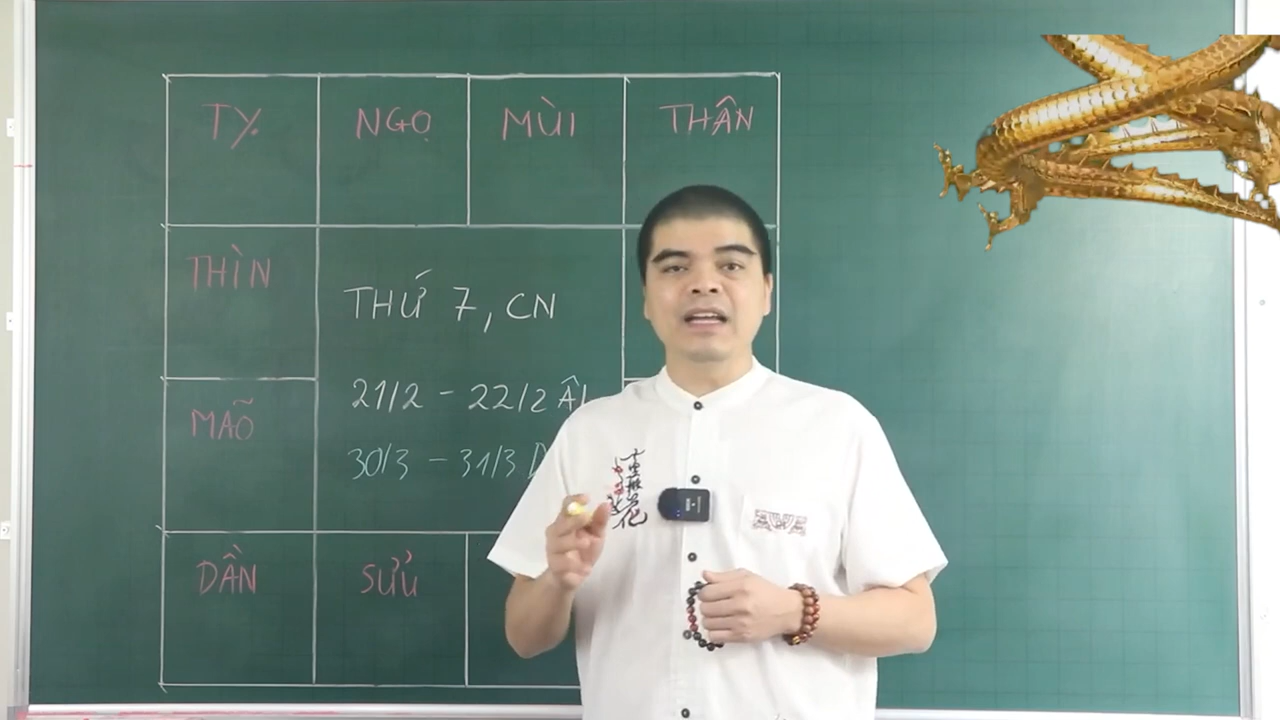 TỴ NGỌ MÙI THÂN
THÌN
THỨ 7, CN
21/2 - 22/2
MÃO
30/3 - 31/3
DẦN SỬU